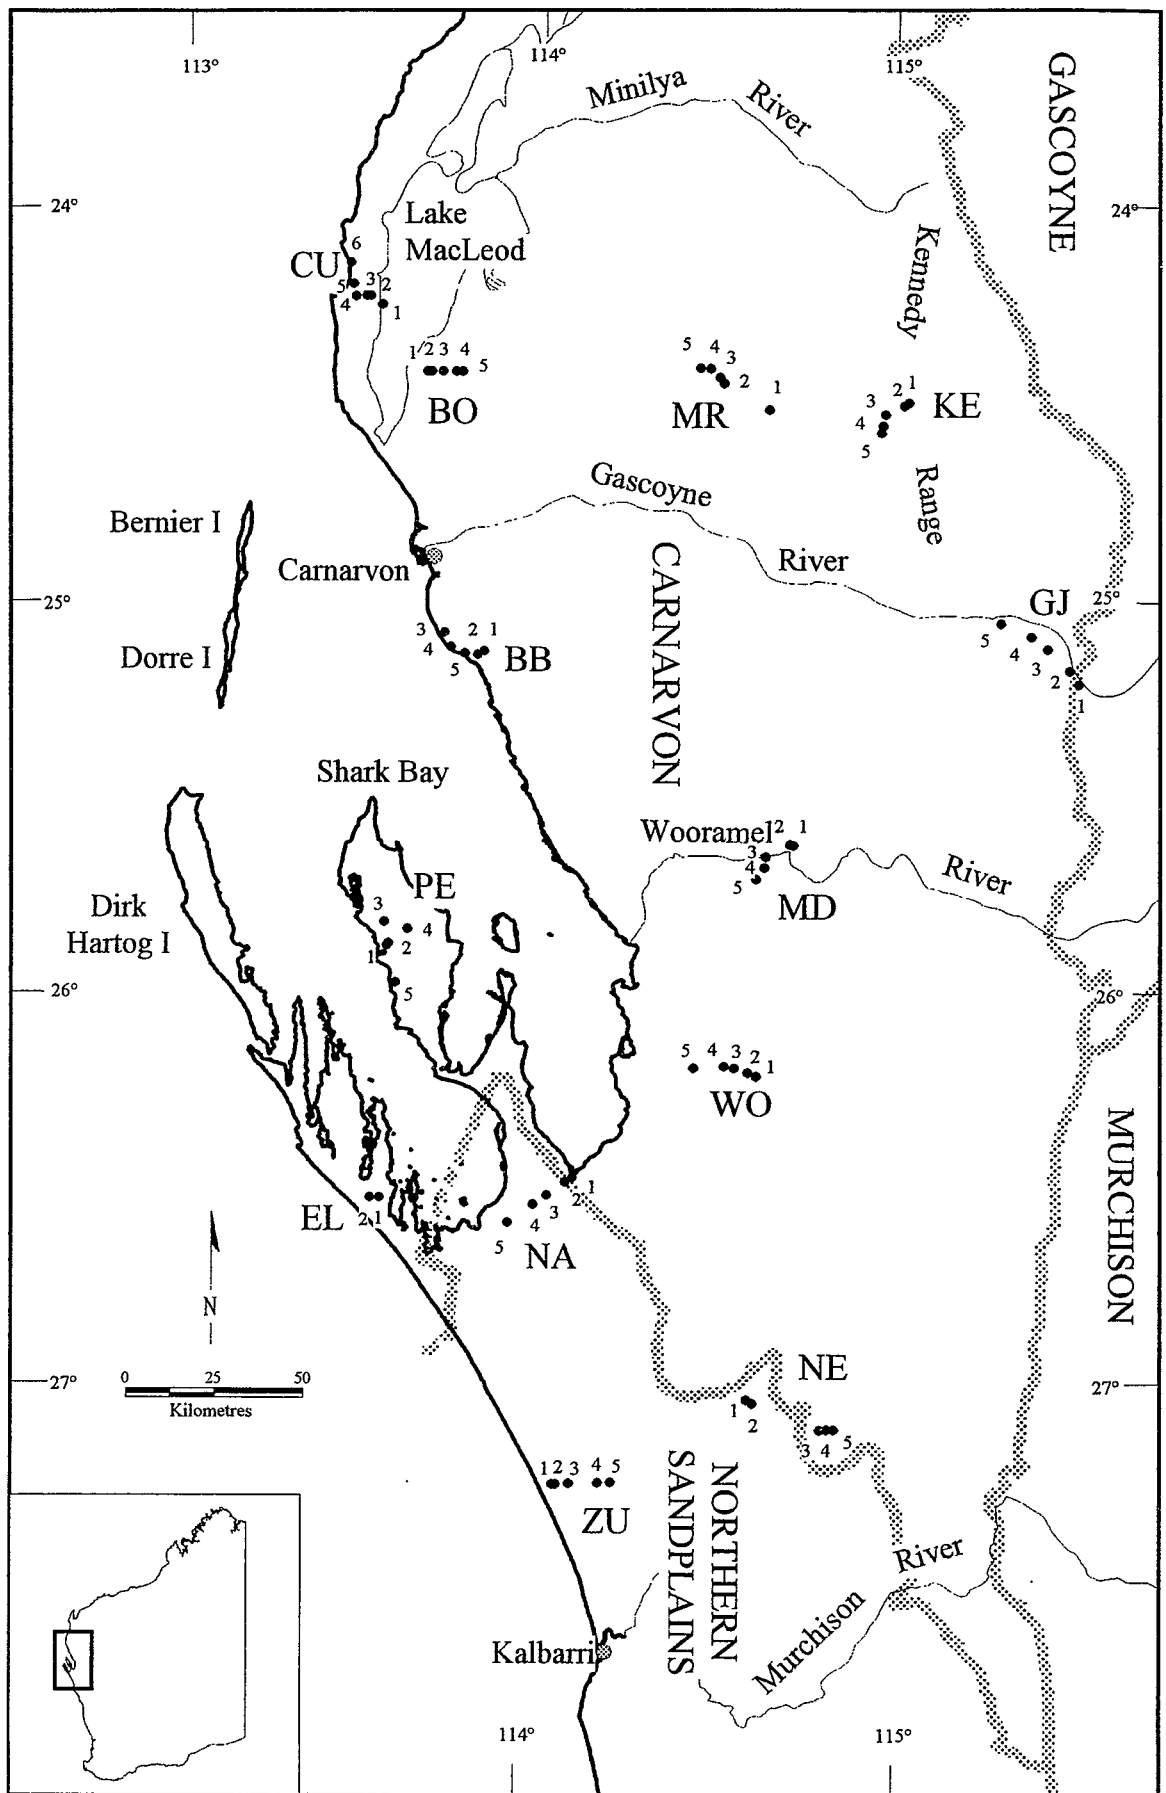 113°
114°
115°
Minilya
River
GASCOYNE
24°
24°
Lake
MacLeod
Kennedy
Range
CU
6
5
3
2
4
1
1
2
3
4
5
BO
5
4
3
2
1
MR
1
2
3
4
5
KE
Gascoyne
River
Bernier I
Carnarvon
CARNARVON
25°
25°
GJ
5
4
3
2
1
Dorre I
3
2
1
4
5
BB
Shark Bay
Wooramel
2
1
3
4
5
River
MD
PE
3
4
2
1
5
Dirk
Hartog I
26°
26°
5
4
3
2
1
WO
MURCHISON
EL
2
1
1
2
3
4
5
NA
N
0
25
50
Kilometres
27°
27°
NE
1
2
3
4
5
1
2
3
4
5
ZU
NORTHERN
SANDPLAINS
River
Murchison
Kalbarri
114°
115°